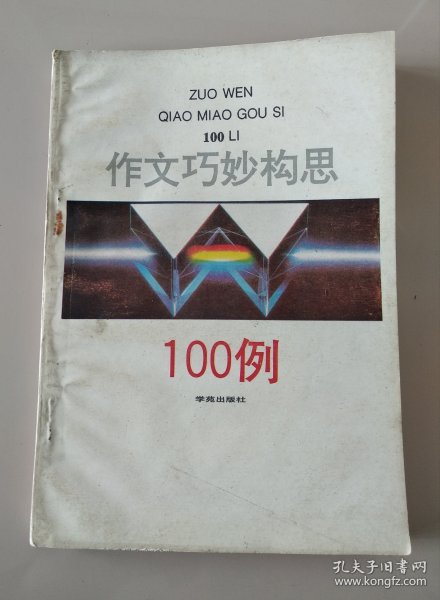 ZUO WEN
QIAO MIAO GOU SI
100 LI
作文巧妙构思
100例
学苑出版社
孔夫子旧书网
www.kongfz.com